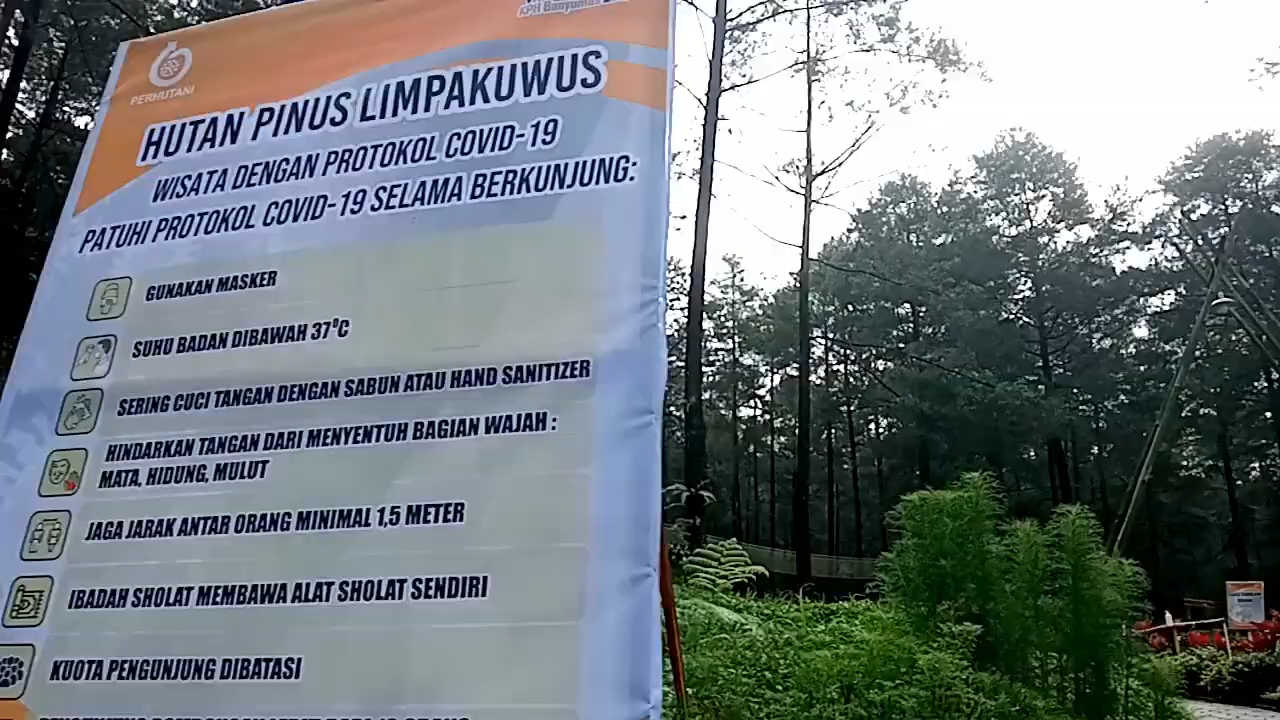 KPH Banyumas
PERHUTANI
HUTAN PINUS LIMPAKUWUS
WISATA DENGAN PROTOKOL COVID-19
PATUHI PROTOKOL COVID-19 SELAMA BERKUNJUNG:
GUNAKAN MASKER
SUHU BADAN DIBAWAH 37°C
SERING CUCI TANGAN DENGAN SABUN ATAU HAND SANITIZER
HINDARKAN TANGAN DARI MENYENTUH BAGIAN WAJAH :
MATA, HIDUNG, MULUT
JAGA JARAK ANTAR ORANG MINIMAL 1,5 METER
IBADAH SHOLAT MEMBAWA ALAT SHOLAT SENDIRI
KUOTA PENGUNJUNG DIBATASI